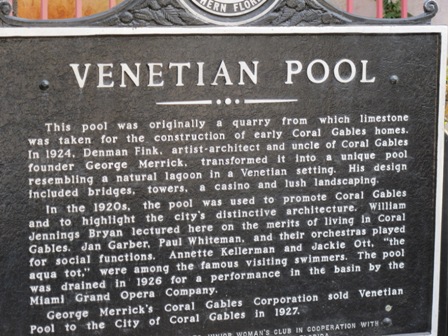 VENETIAN POOL
This pool was originally a quarry from which limestone
was taken for the construction of early Coral Gables homes.
In 1924, Denman Fink, artist-architect and uncle of Coral Gables
founder George Merrick, transformed it into a unique pool
resembling a natural lagoon in a Venetian setting. His design
included bridges, towers, a casino and lush landscaping.
In the 1920s, the pool was used to promote Coral Gables
and to highlight the city's distinctive architecture. William
Jennings Bryan lectured here on the merits of living in Coral
Gables. Jan Garber, Paul Whiteman, and their orchestras played
for social functions. Annette Kellerman and Jackie Ott, "the
aqua tot," were among the famous visiting swimmers. The pool
was drained in 1926 for a performance in the basin by the
Miami Grand Opera Company.
George Merrick's Coral Gables Corporation sold Venetian
Pool to the City of Coral Gables in 1927.
JUNIOR WOMAN'S CLUB IN COOPERATION WITH